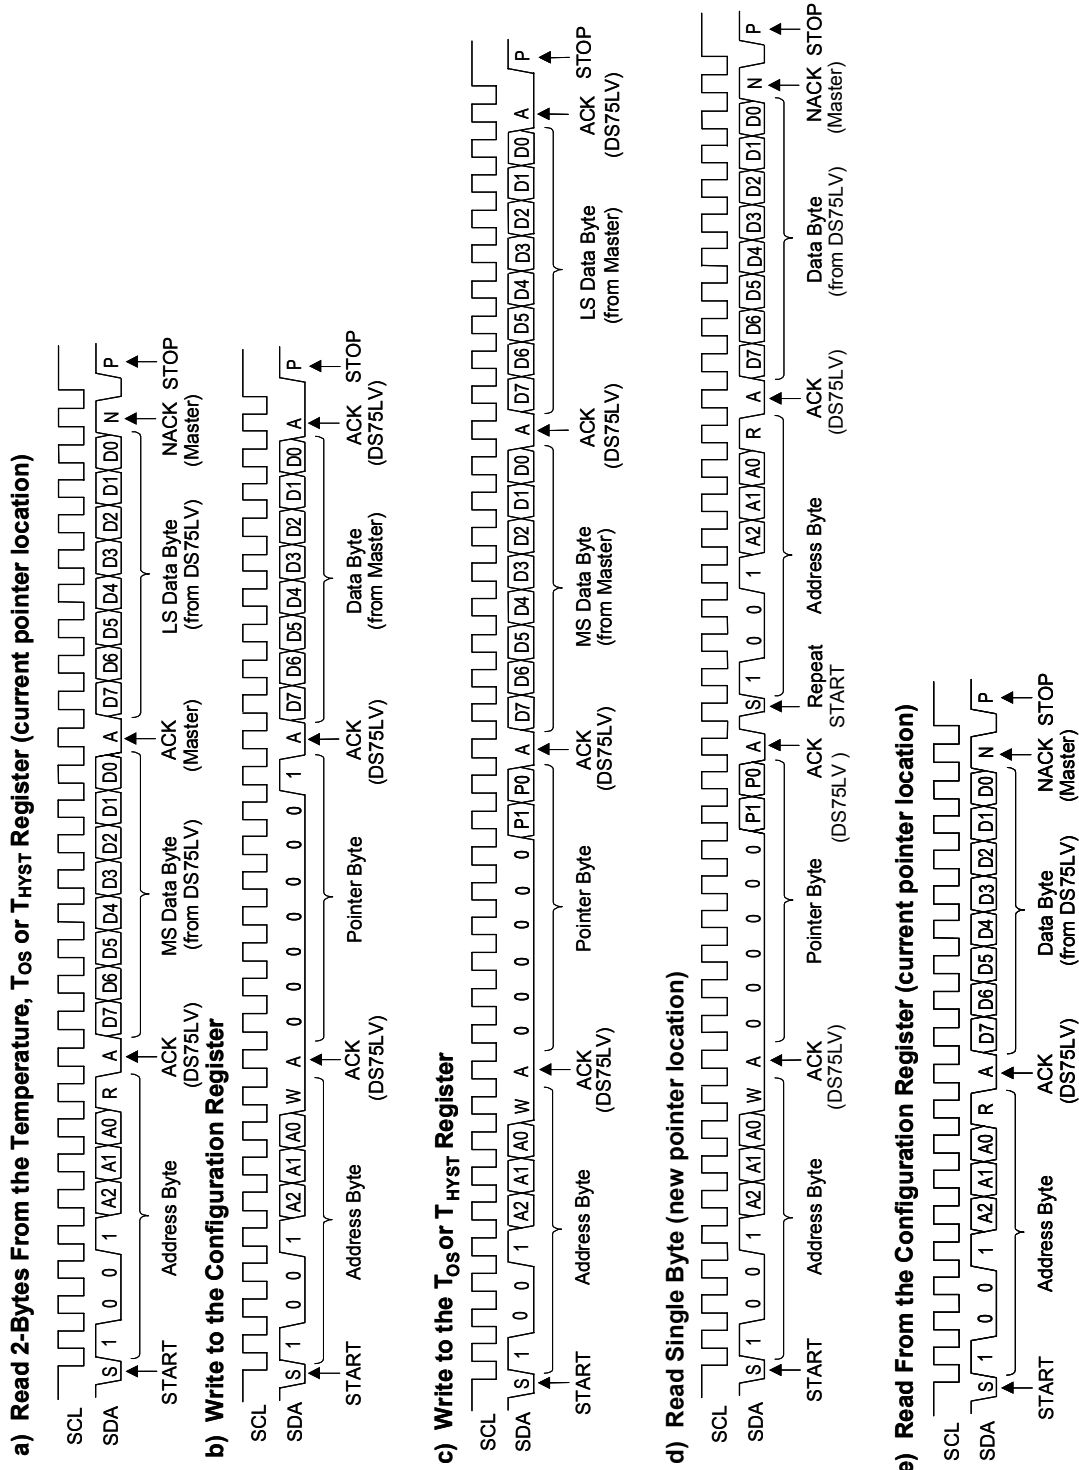 a) Read 2-Bytes From the Temperature, TOS or THYST Register (current pointer location)
SCL
SDA
S 1 0 0 1 A2 A1 A0 R A D7 D6 D5 D4 D3 D2 D1 D0 A D7 D6 D5 D4 D3 D2 D1 D0 N P
START Address Byte ACK (DS75LV) MS Data Byte (from DS75LV) ACK (Master) LS Data Byte (from DS75LV) NACK (Master) STOP
b) Write to the Configuration Register
SCL
SDA
S 1 0 0 1 A2 A1 A0 W A 0 0 0 0 0 0 0 1 A D7 D6 D5 D4 D3 D2 D1 D0 A P
START Address Byte ACK (DS75LV) Pointer Byte ACK (DS75LV) Data Byte (from Master) ACK (DS75LV) STOP
c) Write to the TOS or THYST Register
SCL
SDA
S 1 0 0 1 A2 A1 A0 W A 0 0 0 0 0 0 P1 P0 A D7 D6 D5 D4 D3 D2 D1 D0 A D7 D6 D5 D4 D3 D2 D1 D0 A P
START Address Byte ACK (DS75LV) Pointer Byte ACK (DS75LV) MS Data Byte (from Master) ACK (DS75LV) LS Data Byte (from Master) ACK (DS75LV) STOP
d) Read Single Byte (new pointer location)
SCL
SDA
S 1 0 0 1 A2 A1 A0 W A 0 0 0 0 0 0 P1 P0 A S 1 0 0 1 A2 A1 A0 R A D7 D6 D5 D4 D3 D2 D1 D0 N P
START Address Byte ACK (DS75LV) Pointer Byte ACK (DS75LV ) Repeat START Address Byte ACK (DS75LV) Data Byte (from DS75LV) NACK (Master) STOP
e) Read From the Configuration Register (current pointer location)
SCL
SDA
S 1 0 0 1 A2 A1 A0 R A D7 D6 D5 D4 D3 D2 D1 D0 N P
START Address Byte ACK (DS75LV) Data Byte (from DS75LV) NACK (Master) STOP